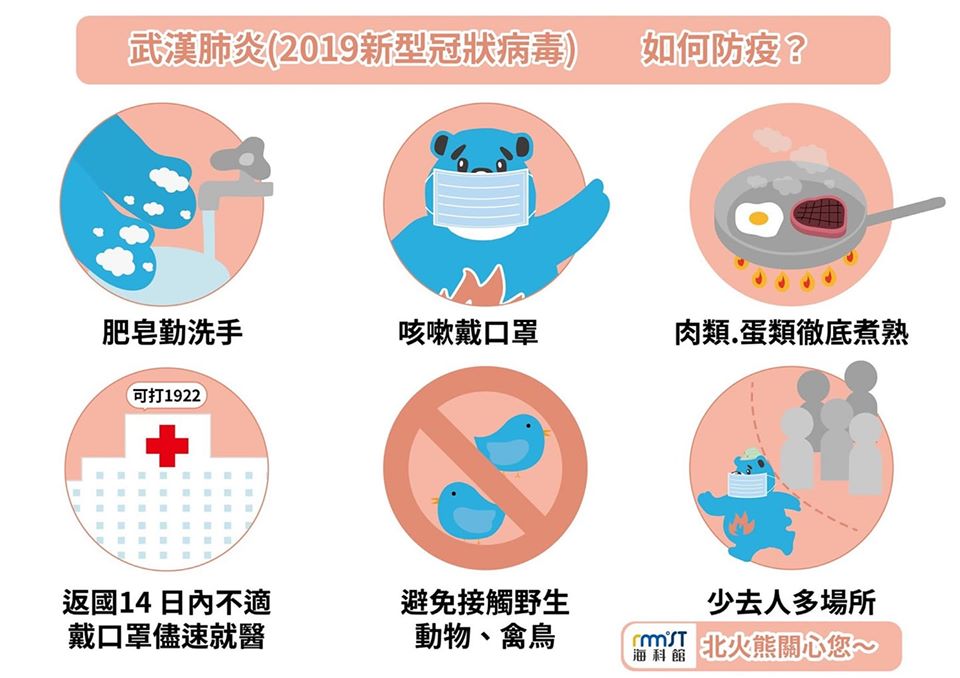 武漢肺炎(2019新型冠狀病毒) 如何防疫？
肥皂勤洗手
咳嗽戴口罩
肉類.蛋類徹底煮熟
可打1922
返國14 日內不適
戴口罩儘速就醫
避免接觸野生
動物、禽鳥
少去人多場所
nmmst
海科館
北火熊關心您～